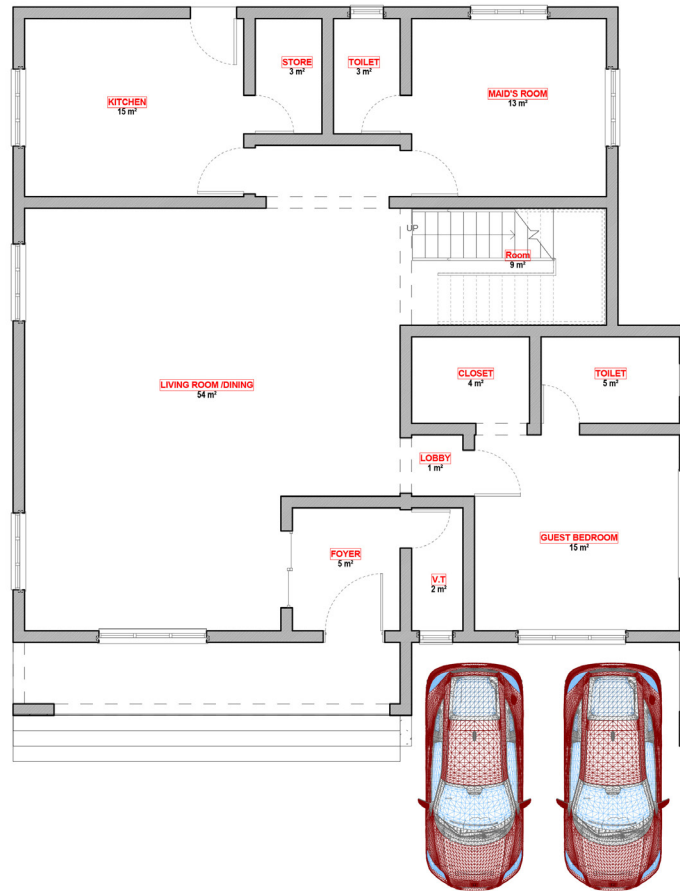 STORE
3 m²
TOILET
3 m²
KITCHEN
15 m²
MAID'S ROOM
13 m²
UP
Room
9 m²
LIVING ROOM /DINING
54 m²
CLOSET
4 m²
TOILET
5 m²
LOBBY
1 m²
GUEST BEDROOM
15 m²
FOYER
5 m²
V.T
2 m²